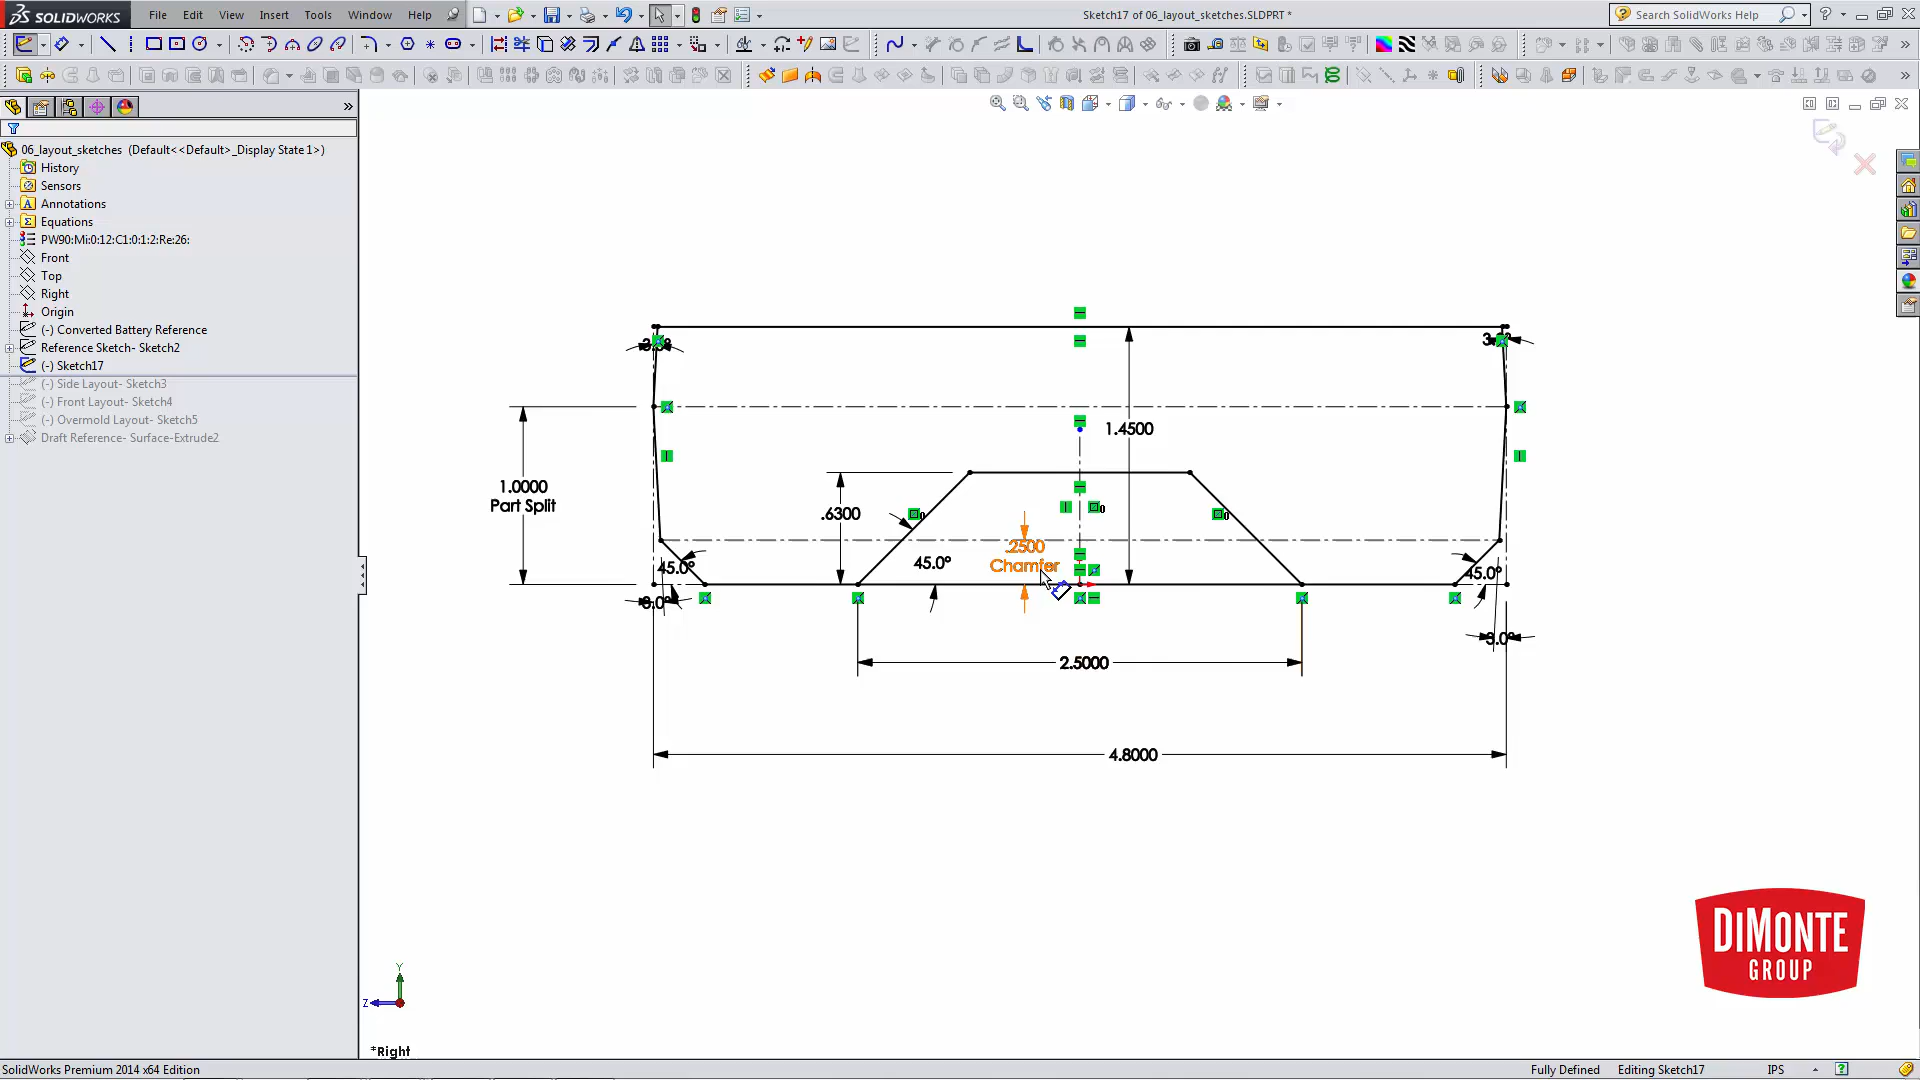 SOLIDWORKS
File Edit View Insert Tools Window Help
Sketch17 of 06_layout_sketches.SLDPRT *
Search SolidWorks Help
06_layout_sketches (Default<<Default>_Display State 1>)
History
Sensors
Annotations
Equations
PW90:Mi:0:12:C1:0:1:2:Re:26:
Front
Top
Right
Origin
(-) Converted Battery Reference
Reference Sketch- Sketch2
(-) Sketch17
(-) Side Layout- Sketch3
(-) Front Layout- Sketch4
(-) Overmold Layout- Sketch5
Draft Reference- Surface-Extrude2
1.4500
1.0000
Part Split
.6300
.2500
Chamfer
45.0°
45.0°
45.0°
3.0°
2.5000
4.8000
DIMONTE
GROUP
Y
Z
*Right
SolidWorks Premium 2014 x64 Edition
Fully Defined
Editing Sketch17
IPS